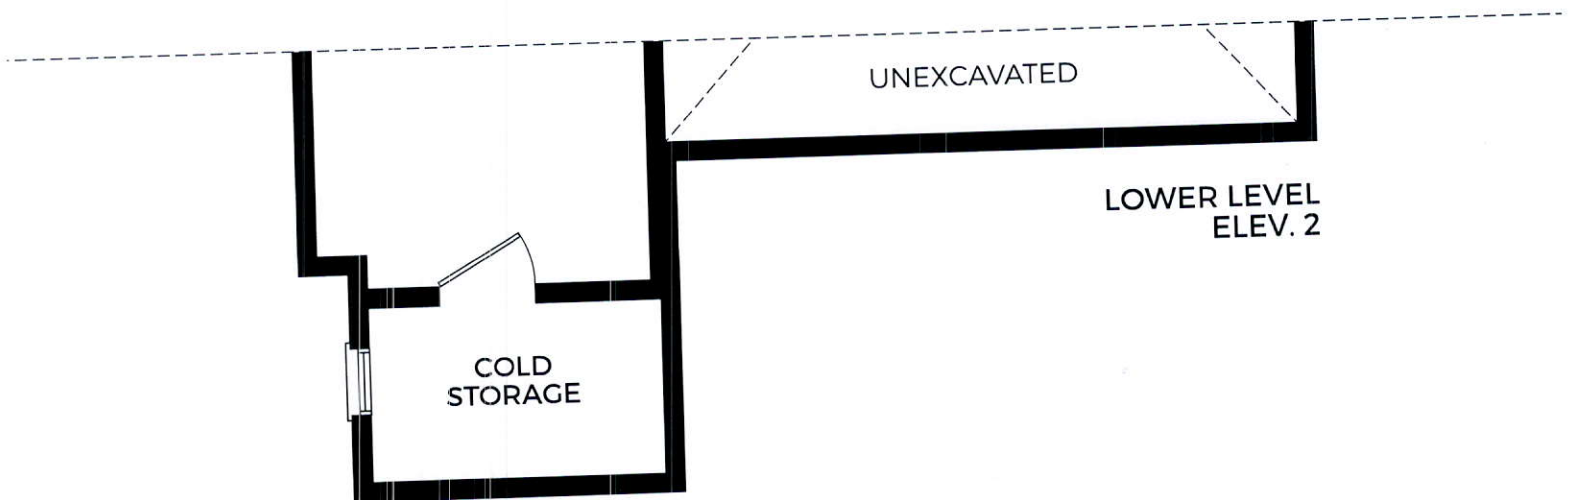 UNEXCAVATED
LOWER LEVEL
ELEV. 2
COLD
STORAGE